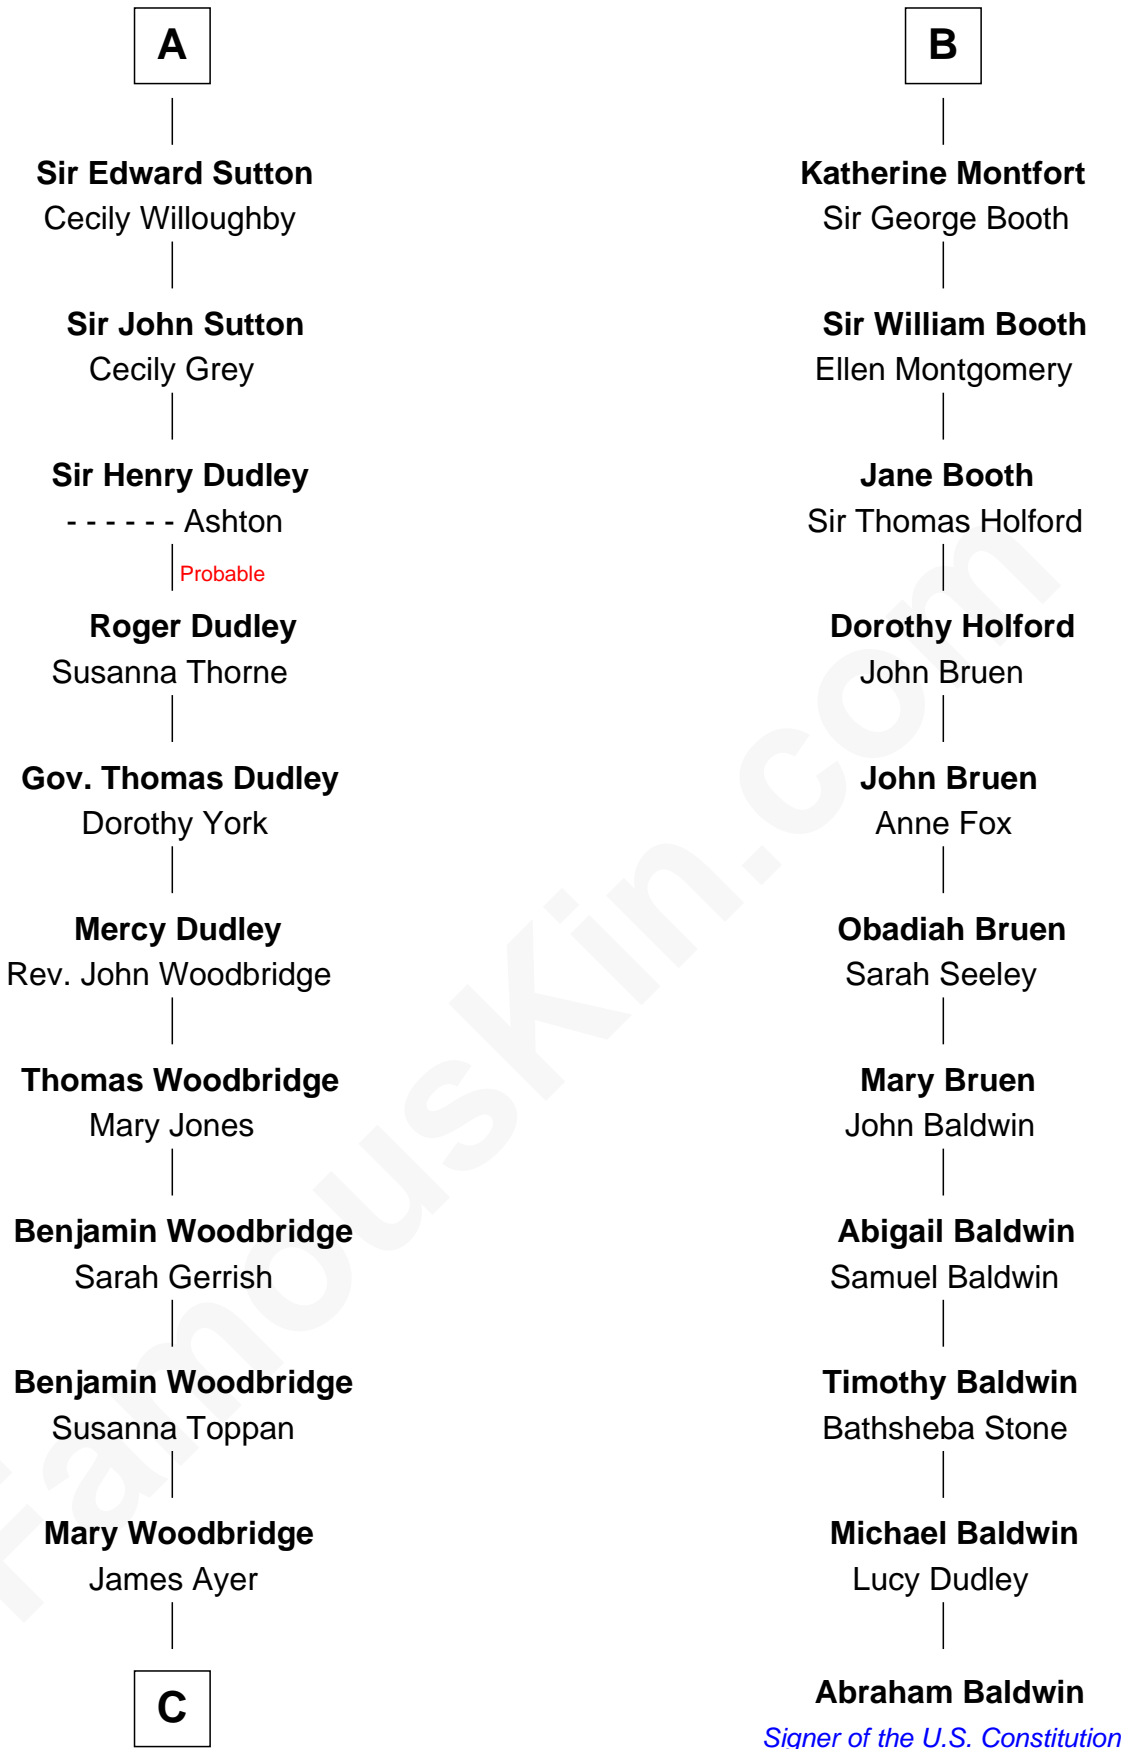 A
Sir Edward Sutton
Cecily Willoughby
Sir John Sutton
Cecily Grey
Sir Henry Dudley
- - - - - - Ashton
Probable
Roger Dudley
Susanna Thorne
Gov. Thomas Dudley
Dorothy York
Mercy Dudley
Rev. John Woodbridge
Thomas Woodbridge
Mary Jones
Benjamin Woodbridge
Sarah Gerrish
Benjamin Woodbridge
Susanna Toppan
Mary Woodbridge
James Ayer
C
B
Katherine Montfort
Sir George Booth
Sir William Booth
Ellen Montgomery
Jane Booth
Sir Thomas Holford
Dorothy Holford
John Bruen
John Bruen
Anne Fox
Obadiah Bruen
Sarah Seeley
Mary Bruen
John Baldwin
Abigail Baldwin
Samuel Baldwin
Timothy Baldwin
Bathsheba Stone
Michael Baldwin
Lucy Dudley
Abraham Baldwin
Signer of the U.S. Constitution
FamousKin.com